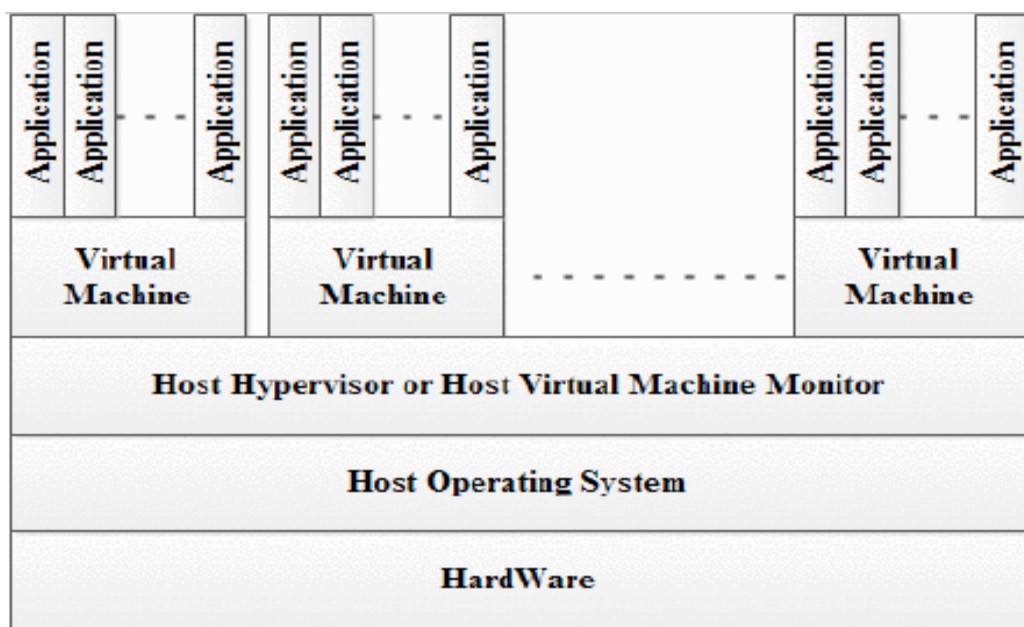 Application
Application
Application
Application
Application
Application
Application
Application
Application
Virtual
Machine
Virtual
Machine
Virtual
Machine
Host Hypervisor or Host Virtual Machine Monitor
Host Operating System
HardWare